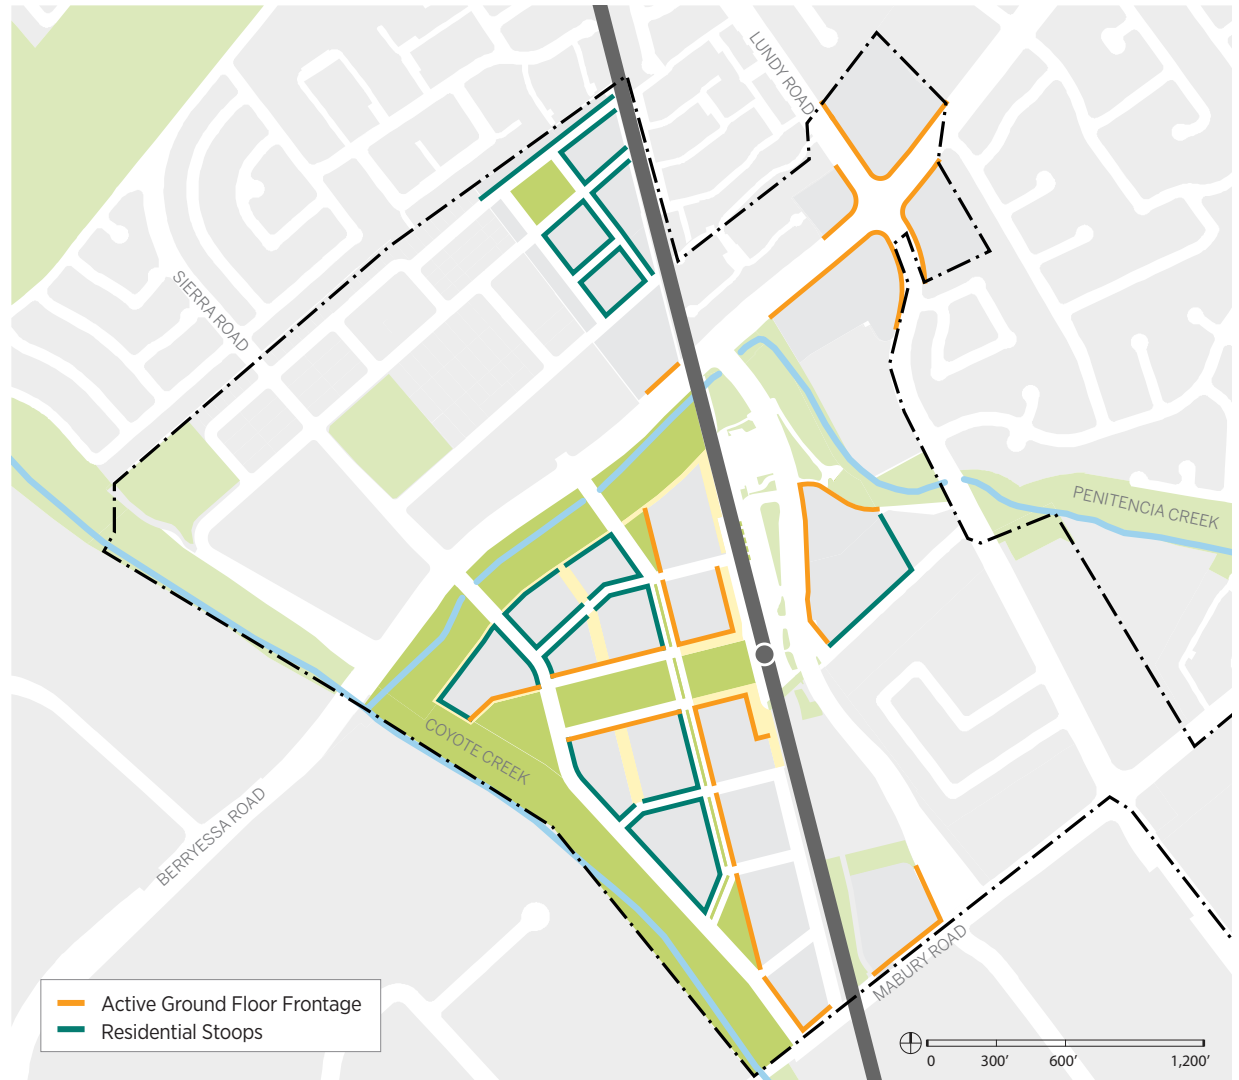 LUNDY ROAD
SIERRA ROAD
PENITENCIA CREEK
COYOTE CREEK
BERRYESSA ROAD
MABURY ROAD
Active Ground Floor Frontage
Residential Stoops
0 300′ 600′ 1,200′